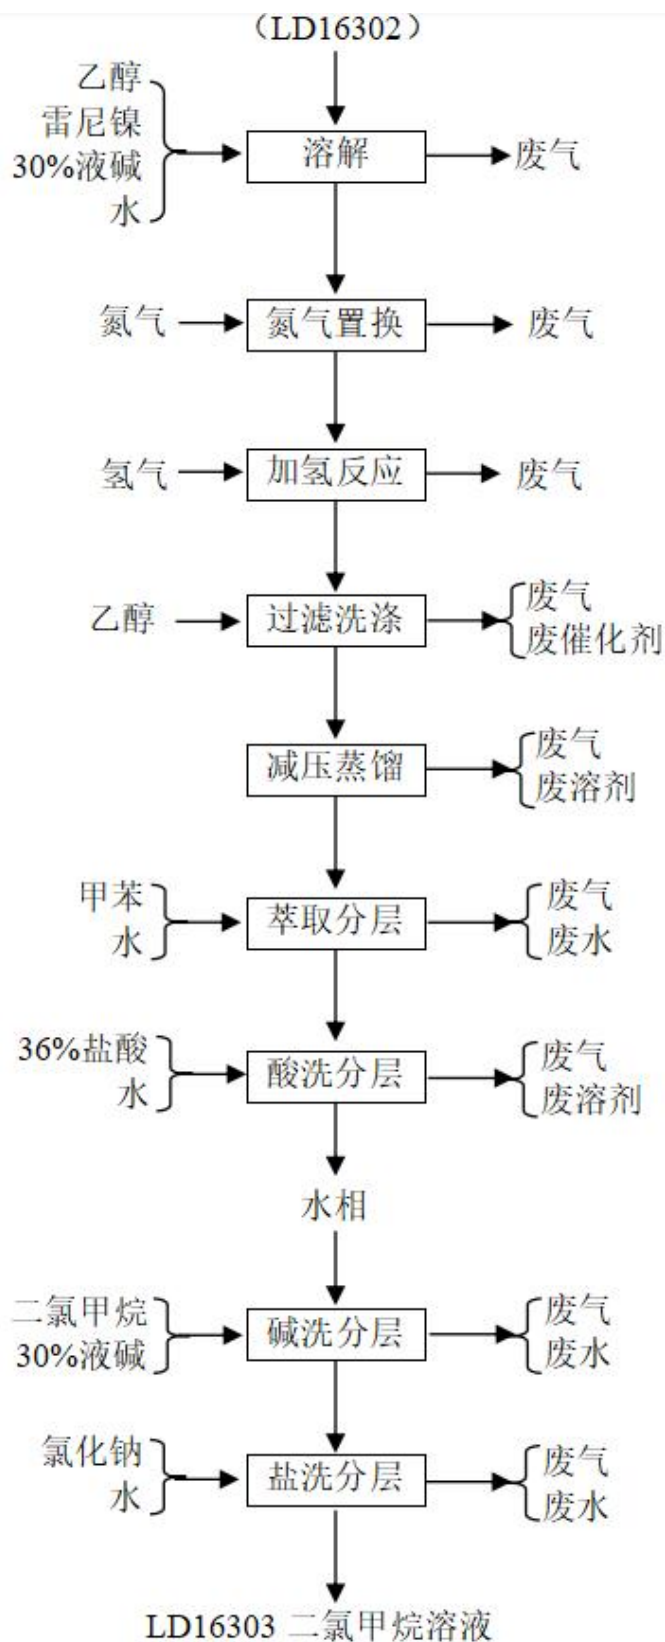 （LD16302）
乙醇
雷尼镍
30%液碱
水
溶解
废气
氮气
氮气置换
废气
氢气
加氢反应
废气
乙醇
过滤洗涤
废气
废催化剂
减压蒸馏
废气
废溶剂
甲苯
水
萃取分层
废气
废水
36%盐酸
水
酸洗分层
废气
废溶剂
水相
二氯甲烷
30%液碱
碱洗分层
废气
废水
氯化钠
水
盐洗分层
废气
废水
LD16303 二氯甲烷溶液